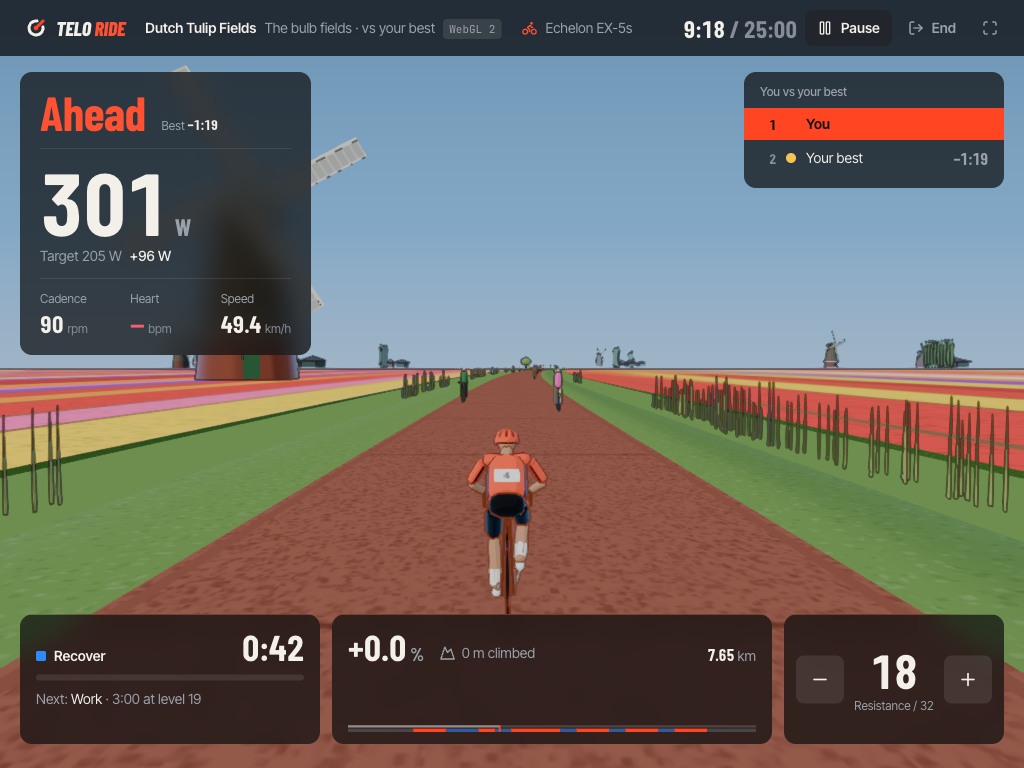 TELO RIDE Dutch Tulip Fields The bulb fields · vs your best WebGL 2 Echelon EX-5s 9:18 / 25:00 Pause End
Ahead Best −1:19
301 W
Target 205 W +96 W
Cadence Heart Speed
90 rpm – bpm 49.4 km/h
You vs your best
1 You
2 Your best −1:19
4
Recover 0:42
Next: Work · 3:00 at level 19
+0.0 % 0 m climbed 7.65 km
− 18 +
Resistance / 32